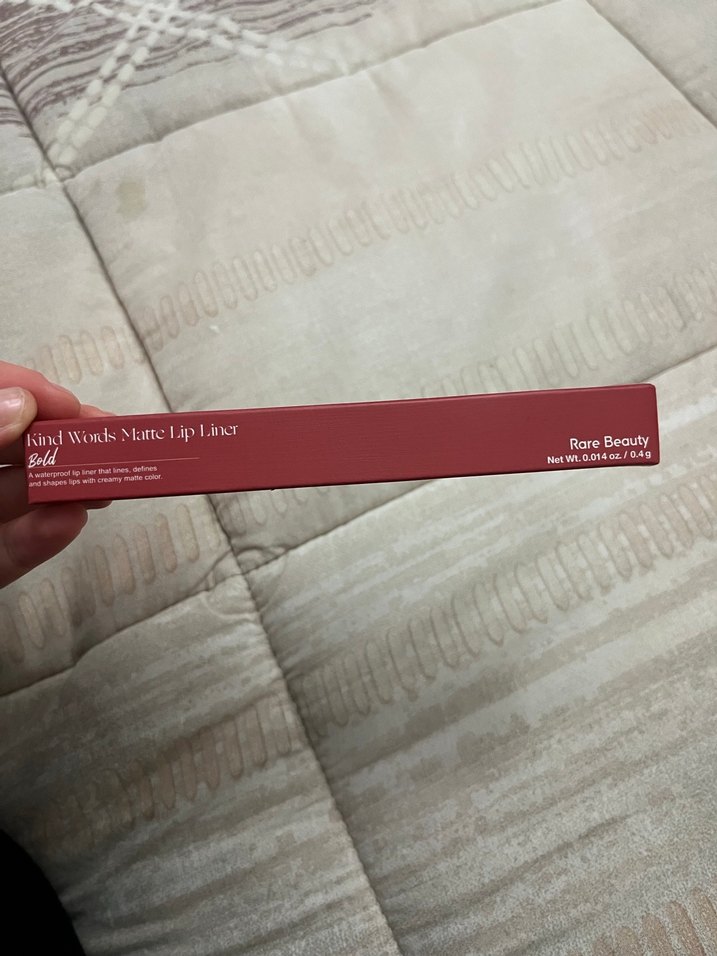 Kind Words Matte Lip Liner
Bold
A waterproof lip liner that lines, defines
and shapes lips with creamy matte color.
Rare Beauty
Net Wt. 0.014 oz. / 0.4 g